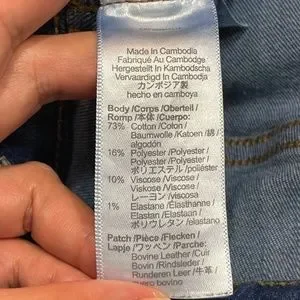 Made In Cambodia
Fabriqué Au Cambodge
Hergestellt In Kambodscha
Vervaardigd In Cambodja
カンボジア製
hecho en camboya
Body /Corps /Oberteil /
Romp /本体 /Cuerpo:
73% Cotton /Coton /
Baumwolle /Katoen /綿 /
algodón
16% Polyester /Polyester /
Polyester /Polyester /
ポリエステル /poliéster
10% Viscose /Viscose /
Viskose /Viscose /
レーヨン /viscosa
1% Elastane /Élasthanne /
Elastan /Elastaan /
ポリウレタン /elastano
Patch /Pièce /Flecken /
Lapje /ワッペン /Parche:
Bovine Leather /Cuir
Bovin /Rindsleder /
Runderen Leer /牛革 /
Cuero bovino